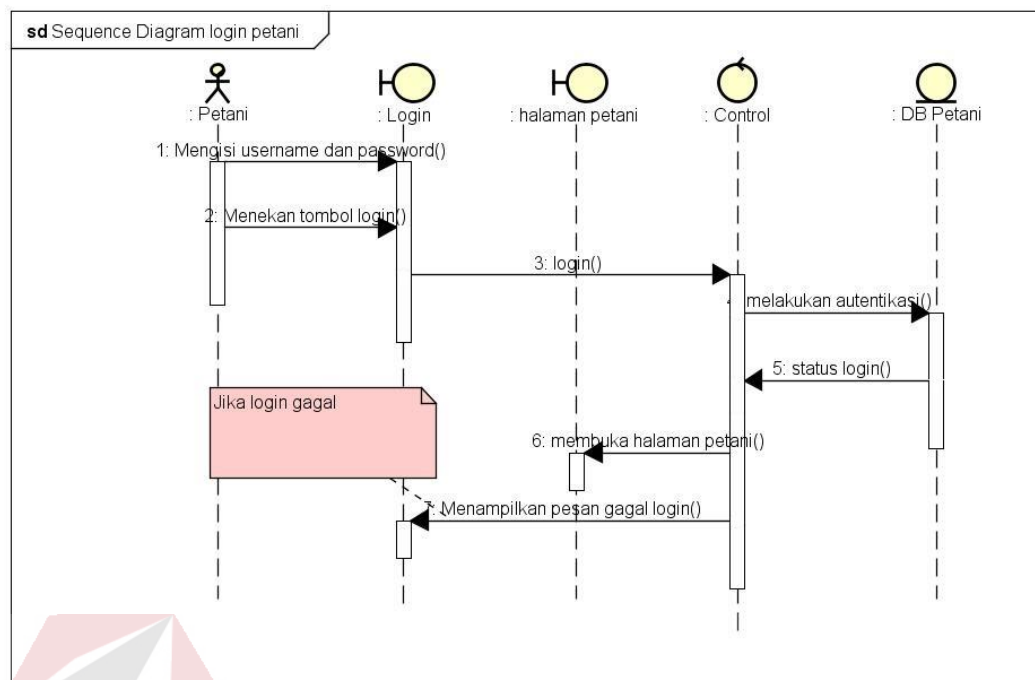 sd Sequence Diagram login petani
: Petani
: Login
: halaman petani
: Control
: DB Petani
1: Mengisi username dan password()
2: Menekan tombol login()
3: login()
melakukan autentikasi()
5: status login()
Jika login gagal
6: membuka halaman petani()
Menampilkan pesan gagal login()